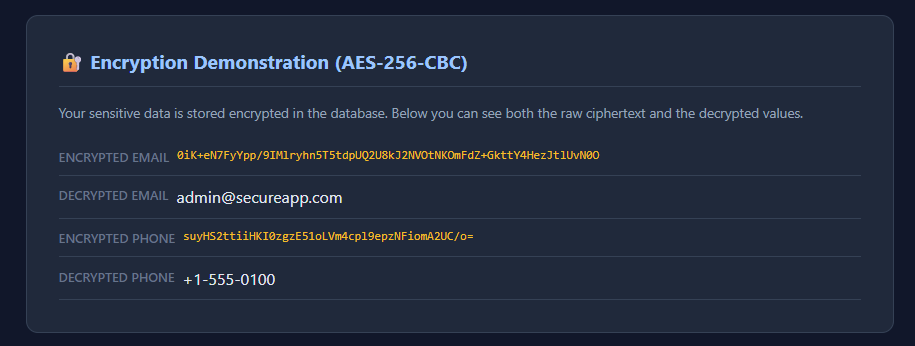 🔐 Encryption Demonstration (AES-256-CBC)
Your sensitive data is stored encrypted in the database. Below you can see both the raw ciphertext and the decrypted values.
ENCRYPTED EMAIL 0iK+eN7FyYpp/9IM1ryhn5T5tdpUQ2U8kJ2NVOtNKOmFdZ+GkttY4HezJt1UvN0O
DECRYPTED EMAIL admin@secureapp.com
ENCRYPTED PHONE suyHS2ttiiHKI0zgzE51oLVm4cpl9epzNFiomA2UC/o=
DECRYPTED PHONE +1-555-0100